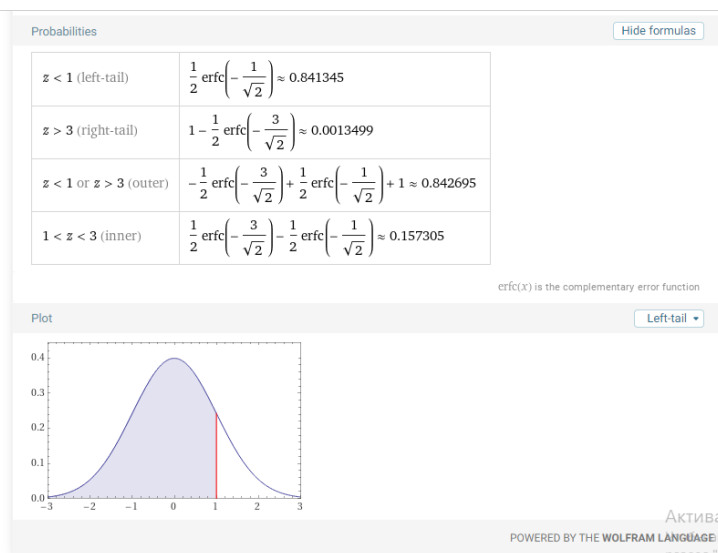 Probabilities
Hide formulas
z < 1 (left-tail) 1/2 erfc(-1/√2) ≈ 0.841345
z > 3 (right-tail) 1 - 1/2 erfc(-3/√2) ≈ 0.0013499
z < 1 or z > 3 (outer) -1/2 erfc(-3/√2) + 1/2 erfc(-1/√2) + 1 ≈ 0.842695
1 < z < 3 (inner) 1/2 erfc(-3/√2) - 1/2 erfc(-1/√2) ≈ 0.157305
erfc(x) is the complementary error function
Plot
Left-tail
0.4
0.3
0.2
0.1
0.0
-3 -2 -1 0 1 2 3
Актива
POWERED BY THE WOLFRAM LANGUAGE